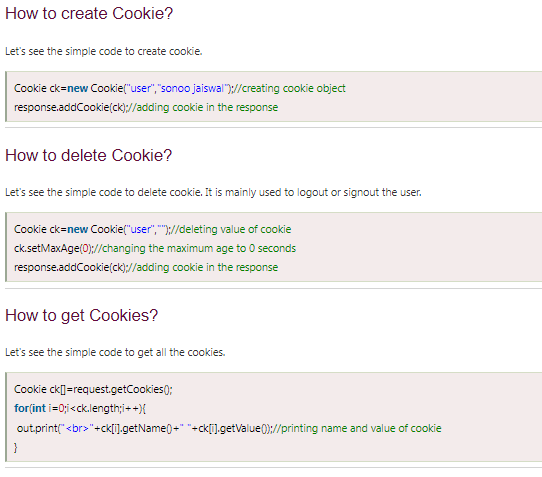 How to create Cookie?
Let's see the simple code to create cookie.
Cookie ck=new Cookie("user","sonoo jaiswal");//creating cookie object
response.addCookie(ck);//adding cookie in the response
How to delete Cookie?
Let's see the simple code to delete cookie. It is mainly used to logout or signout the user.
Cookie ck=new Cookie("user","");//deleting value of cookie
ck.setMaxAge(0);//changing the maximum age to 0 seconds
response.addCookie(ck);//adding cookie in the response
How to get Cookies?
Let's see the simple code to get all the cookies.
Cookie ck[]=request.getCookies();
for(int i=0;i<ck.length;i++){
out.print("<br>"+ck[i].getName()+" "+ck[i].getValue());//printing name and value of cookie
}